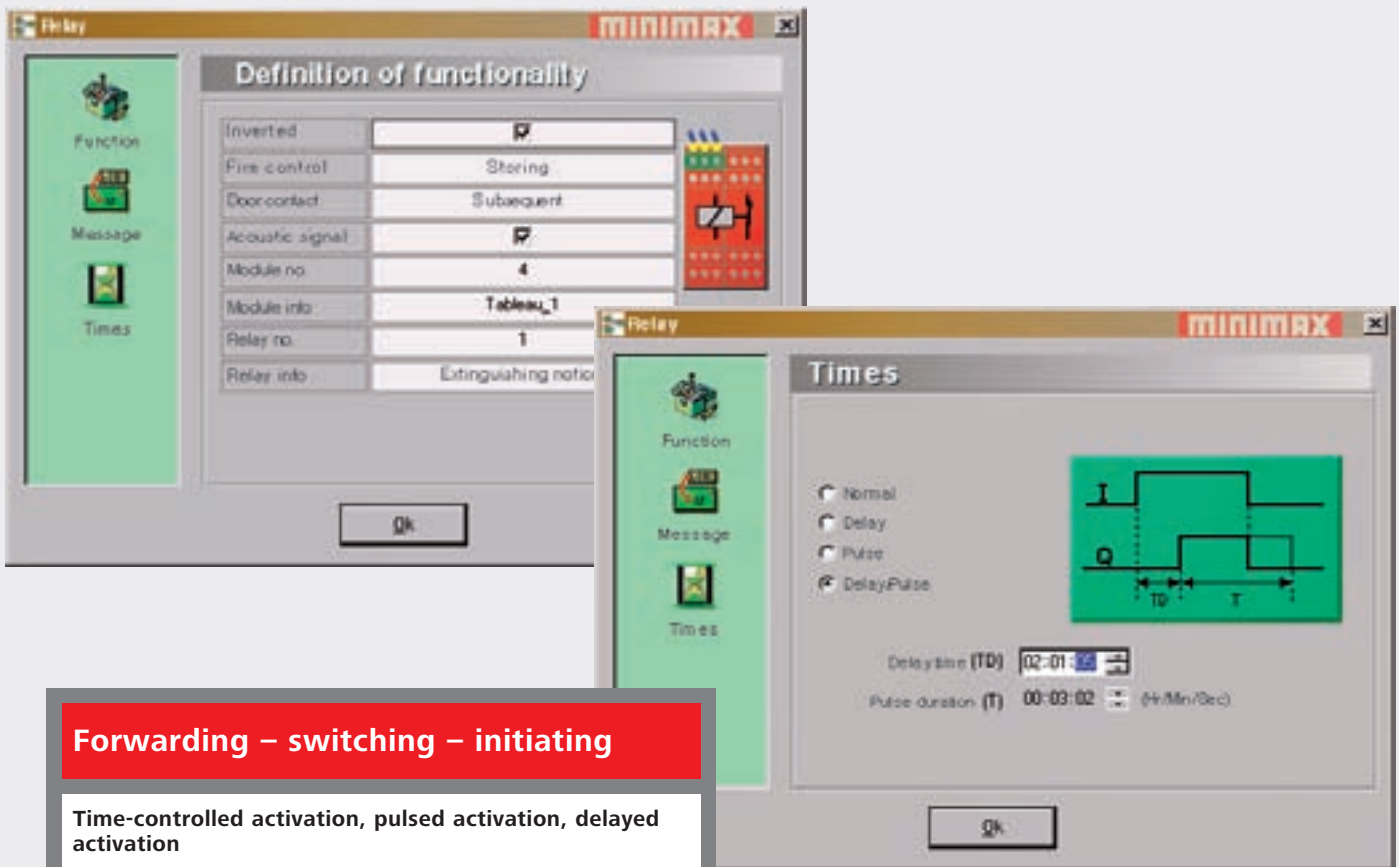 Relay
minimax
Definition of functionality
Function
Message
Times
Inverted
Fire control Storing
Door contact Subsequent
Acoustic signal
Module no. 4
Module info Tableau_1
Relay no. 1
Relay info Extinguishing notice
Ok
Relay
minimax
Times
Function
Message
Times
Normal
Delay
Pulse
Delay/Pulse
I
Q
TD T
Delay time (TD) 02:01:05
Pulse duration (T) 00:03:02 (Hr/Min/Sec)
Ok
Forwarding – switching – initiating
Time-controlled activation, pulsed activation, delayed
activation